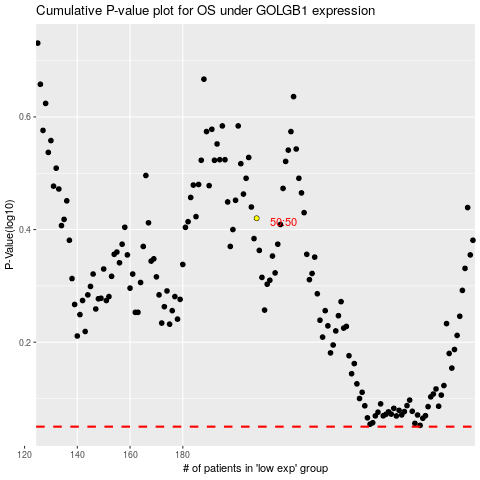 Cumulative P-value plot for OS under GOLGB1 expression
P-Value(log10)
0.6
0.4
0.2
50:50
120 140 160 180
# of patients in 'low exp' group